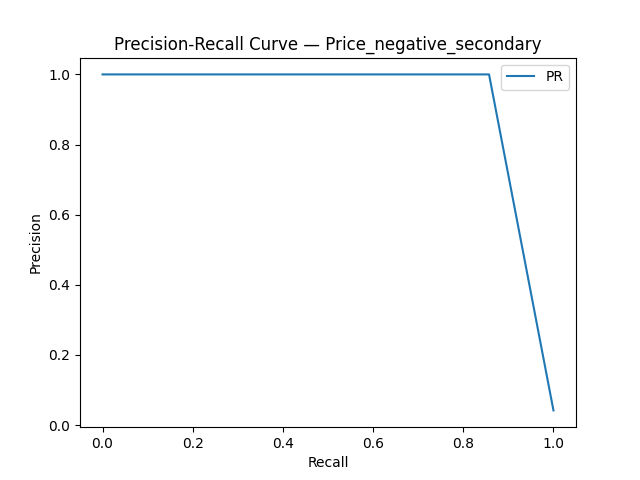 Precision-Recall Curve — Price_negative_secondary
PR
1.0
0.8
0.6
0.4
0.2
0.0
Precision
0.0 0.2 0.4 0.6 0.8 1.0
Recall